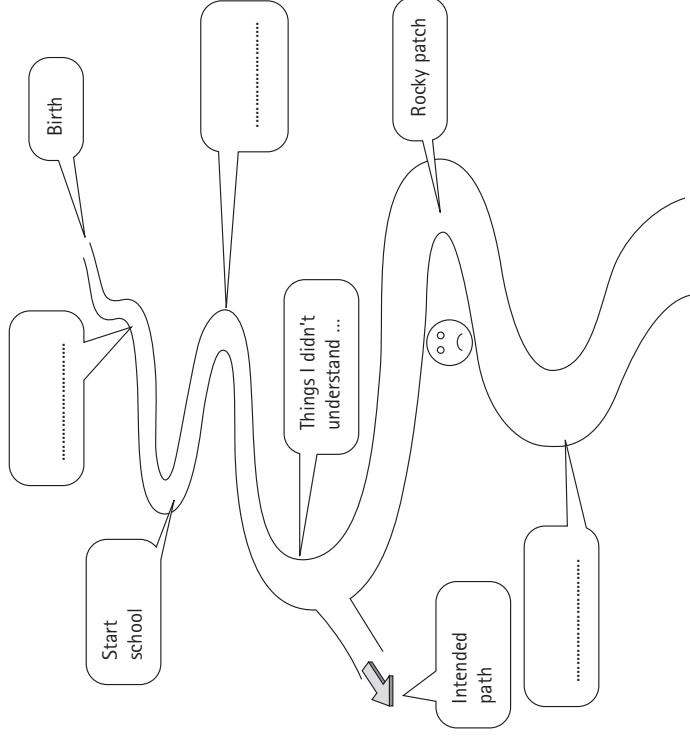 Birth
Start
school
Things I didn't
understand ...
Rocky patch
Intended
path